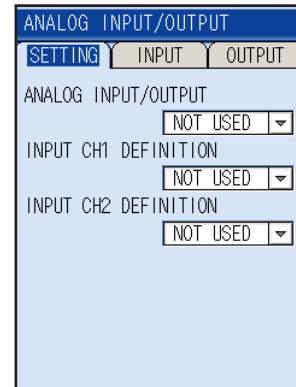 ANALOG INPUT/OUTPUT
SETTING INPUT OUTPUT
ANALOG INPUT/OUTPUT
NOT USED
INPUT CH1 DEFINITION
NOT USED
INPUT CH2 DEFINITION
NOT USED